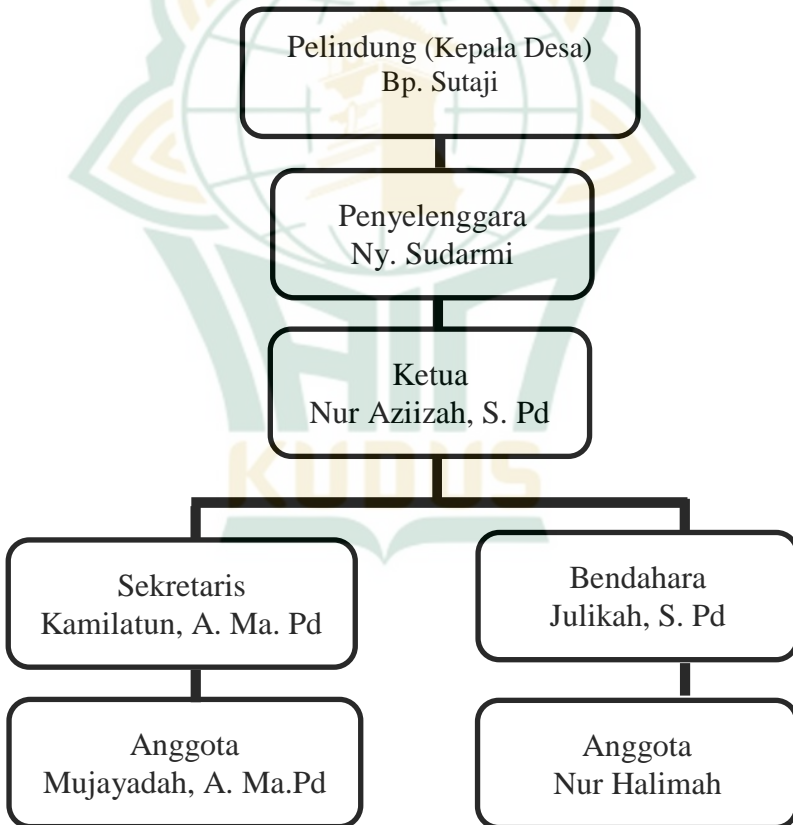 Pelindung (Kepala Desa)
Bp. Sutaji
Penyelenggara
Ny. Sudarmi
Ketua
Nur Aziizah, S. Pd
KUDUS
Sekretaris
Kamilatun, A. Ma. Pd
Bendahara
Julikah, S. Pd
Anggota
Mujayadah, A. Ma.Pd
Anggota
Nur Halimah